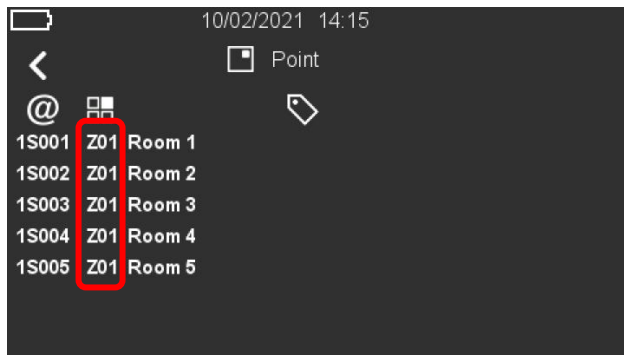 10/02/2021 14:15
Point
@
1S001 Z01 Room 1
1S002 Z01 Room 2
1S003 Z01 Room 3
1S004 Z01 Room 4
1S005 Z01 Room 5